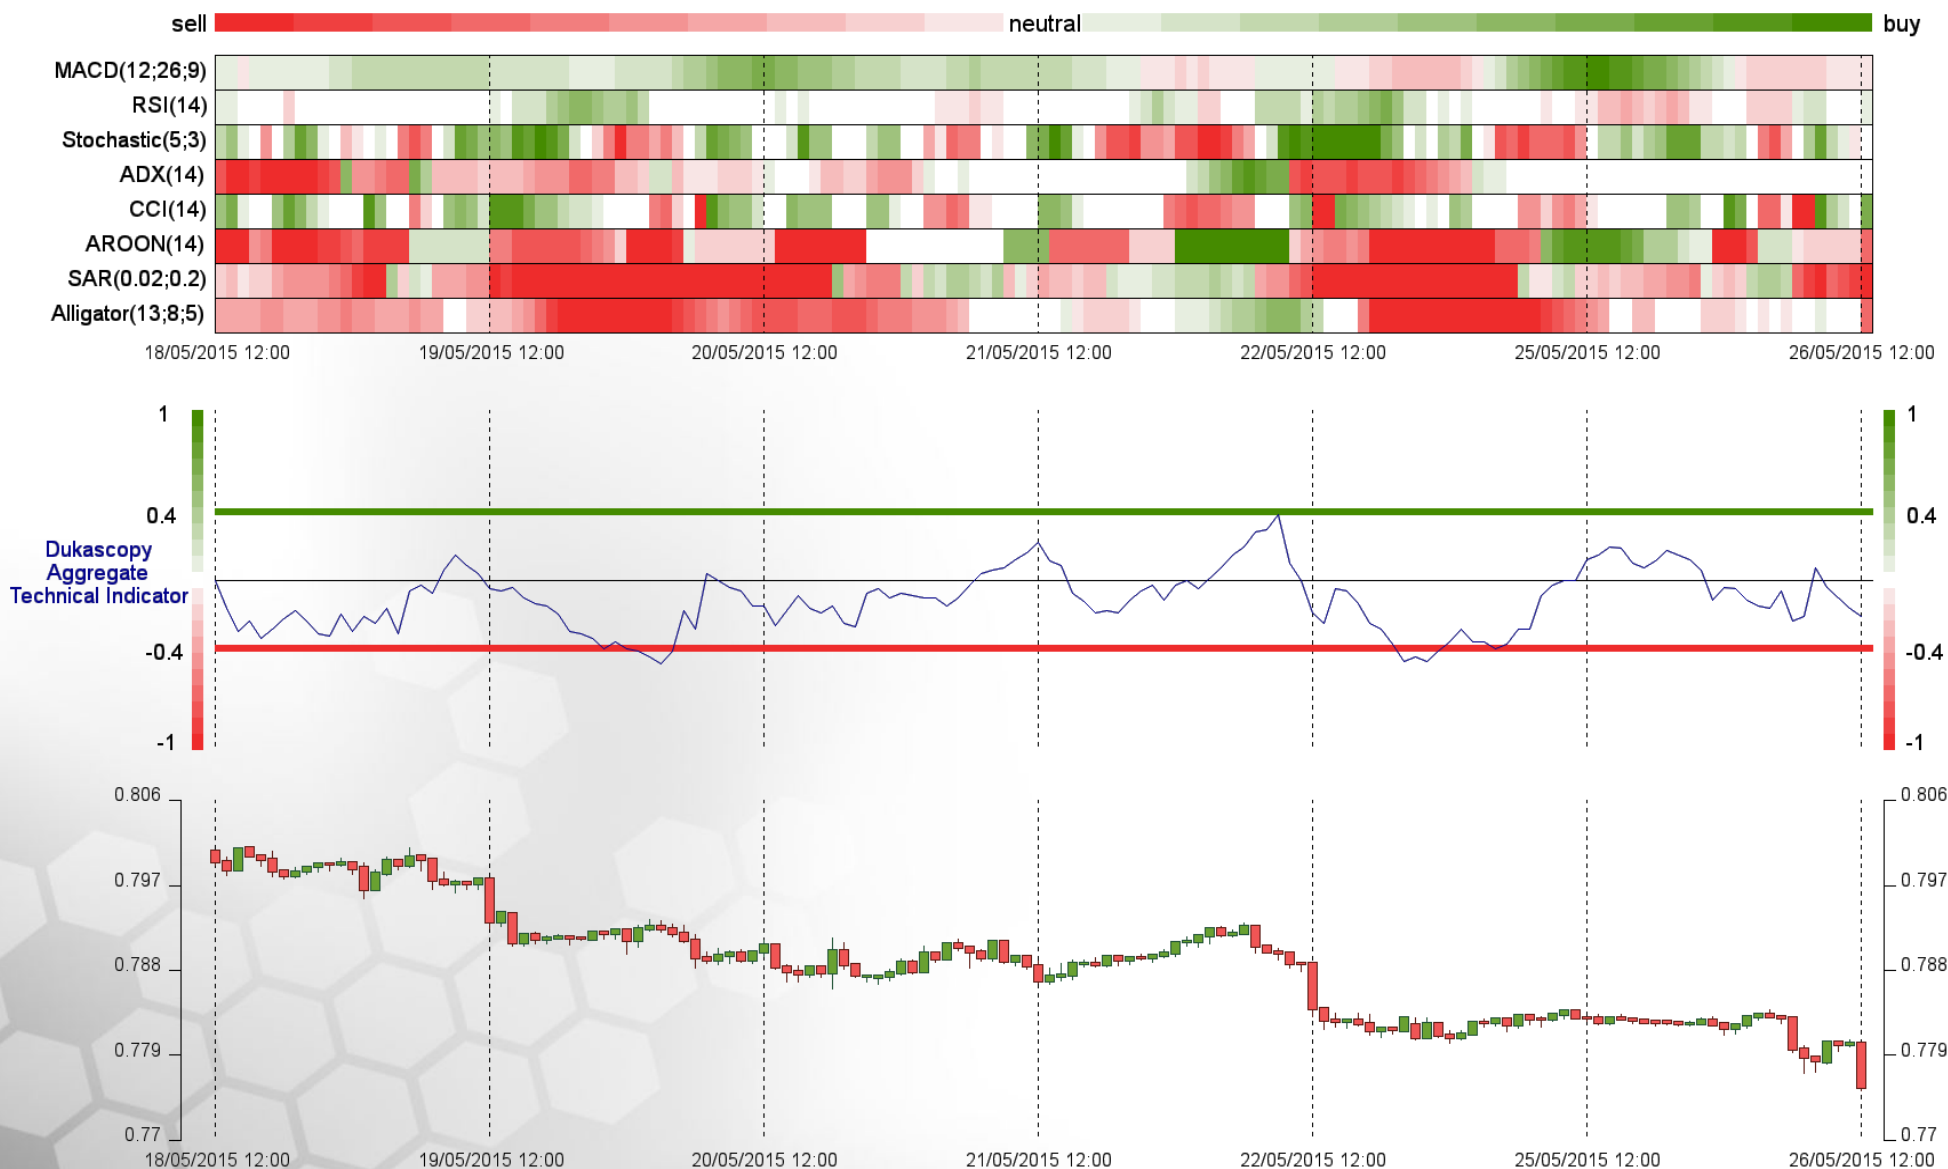 sell neutral buy
MACD(12;26;9)
RSI(14)
Stochastic(5;3)
ADX(14)
CCI(14)
AROON(14)
SAR(0.02;0.2)
Alligator(13;8;5)
18/05/2015 12:00 19/05/2015 12:00 20/05/2015 12:00 21/05/2015 12:00 22/05/2015 12:00 25/05/2015 12:00 26/05/2015 12:00
1 1
0.4 0.4
Dukascopy
Aggregate
Technical Indicator
-0.4 -0.4
-1 -1
0.806 0.806
0.797 0.797
0.788 0.788
0.779 0.779
0.77 0.77
18/05/2015 12:00 19/05/2015 12:00 20/05/2015 12:00 21/05/2015 12:00 22/05/2015 12:00 25/05/2015 12:00 26/05/2015 12:00